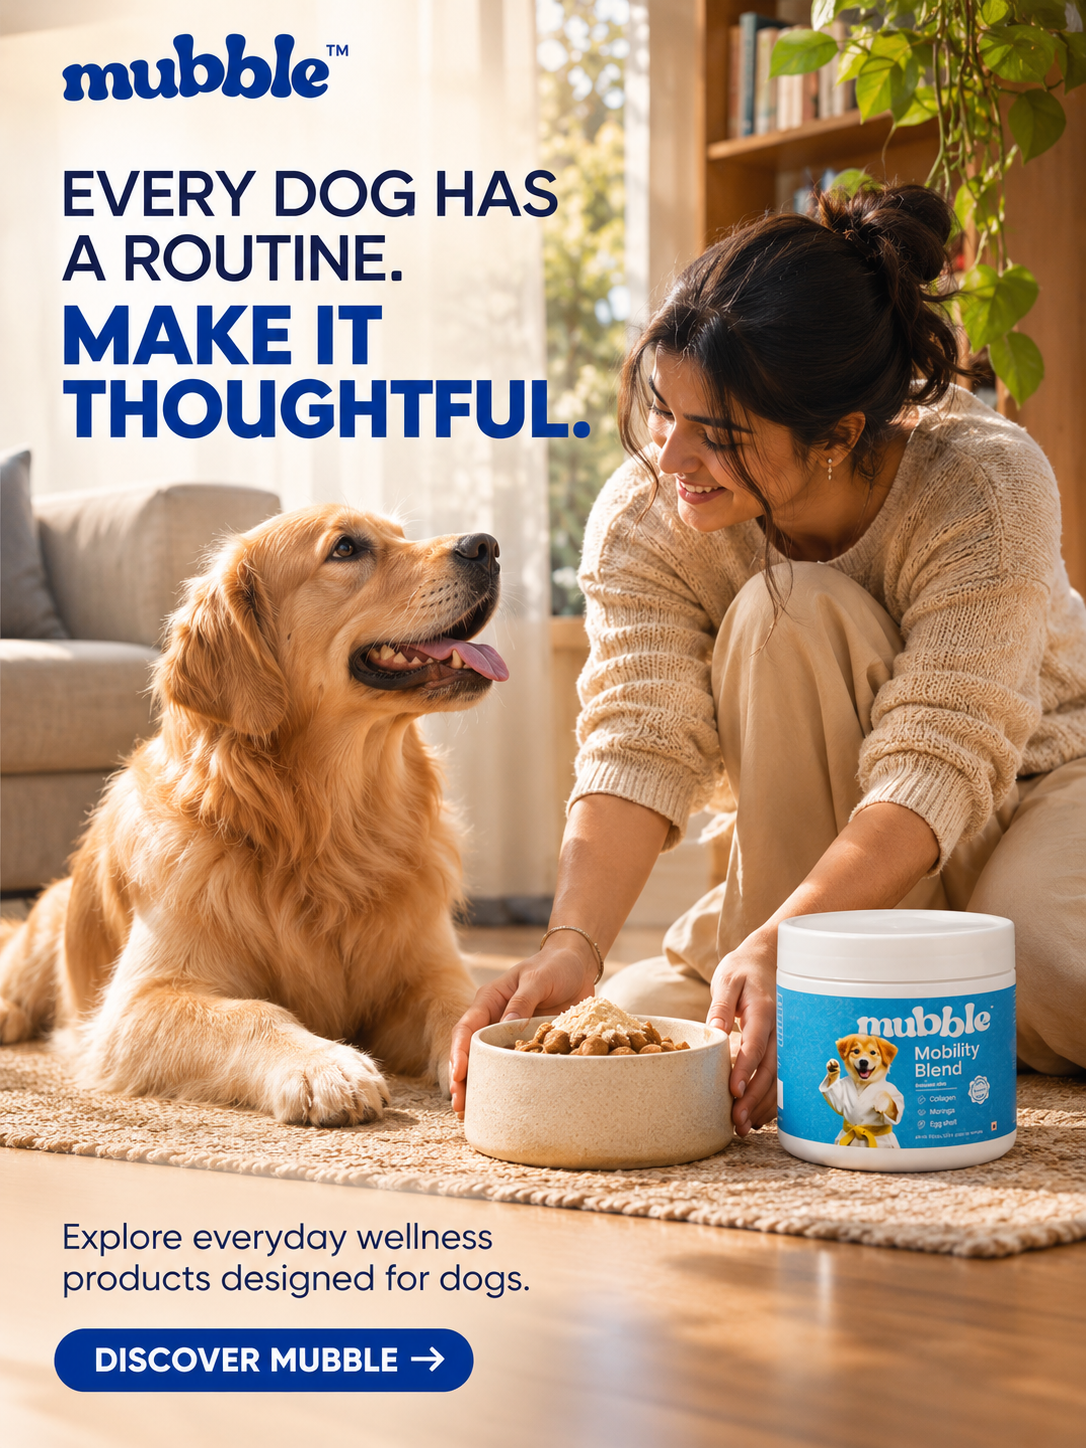 mubble™
EVERY DOG HAS
A ROUTINE.
MAKE IT
THOUGHTFUL.
mubble
Mobility
Blend
Collagen
Moringa
Egg shell
Explore everyday wellness
products designed for dogs.
DISCOVER MUBBLE →